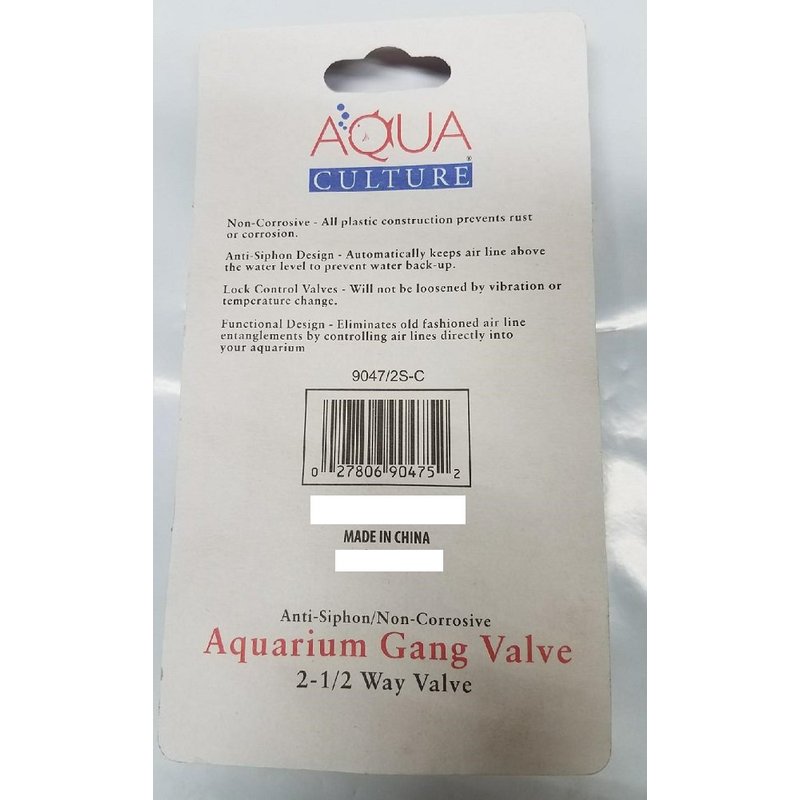 AQUA
CULTURE®
Non-Corrosive - All plastic construction prevents rust
or corrosion.
Anti-Siphon Design - Automatically keeps air line above
the water level to prevent water back-up.
Lock Control Valves - Will not be loosened by vibration or
temperature change.
Functional Design - Eliminates old fashioned air line
entanglements by controlling air lines directly into
your aquarium
9047/2S-C
0 27806 90475 2
MADE IN CHINA
Anti-Siphon/Non-Corrosive
Aquarium Gang Valve
2-1/2 Way Valve